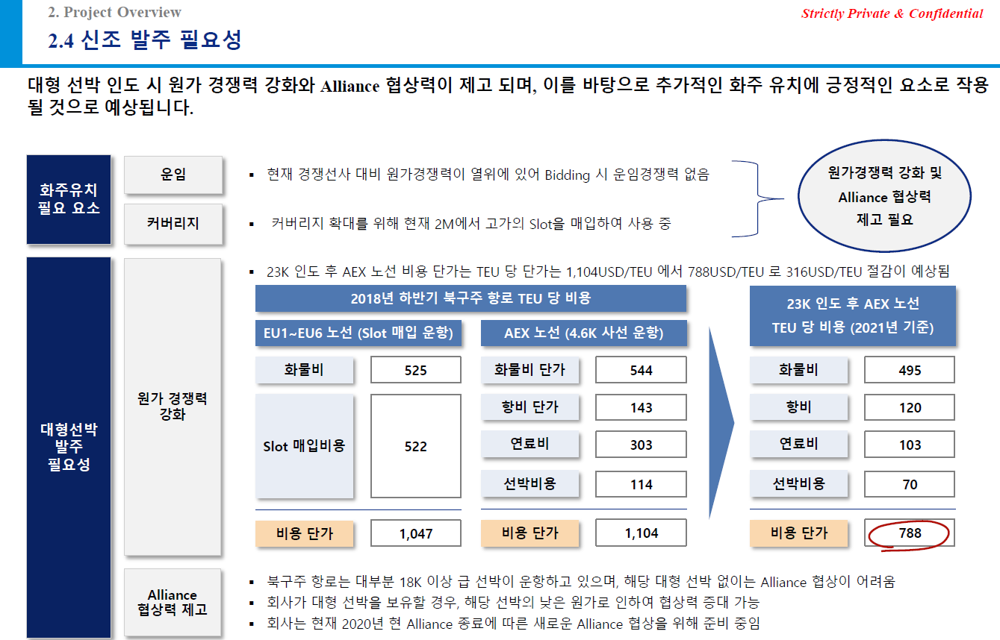 2. Project Overview
Strictly Private & Confidential
2.4 신조 발주 필요성
대형 선박 인도 시 원가 경쟁력 강화와 Alliance 협상력이 제고 되며, 이를 바탕으로 추가적인 화주 유치에 긍정적인 요소로 작용
될 것으로 예상됩니다.
화주유치
필요 요소
운임
▪ 현재 경쟁선사 대비 원가경쟁력이 열위에 있어 Bidding 시 운임경쟁력 없음
커버리지
▪ 커버리지 확대를 위해 현재 2M에서 고가의 Slot을 매입하여 사용 중
원가경쟁력 강화 및
Alliance 협상력
제고 필요
대형선박
발주
필요성
원가 경쟁력
강화
▪ 23K 인도 후 AEX 노선 비용 단가는 TEU 당 단가는 1,104USD/TEU 에서 788USD/TEU 로 316USD/TEU 절감이 예상됨
2018년 하반기 북구주 항로 TEU 당 비용
EU1~EU6 노선 (Slot 매입 운항)
화물비 525
Slot 매입비용 522
비용 단가 1,047
AEX 노선 (4.6K 사선 운항)
화물비 단가 544
항비 단가 143
연료비 303
선박비용 114
비용 단가 1,104
23K 인도 후 AEX 노선
TEU 당 비용 (2021년 기준)
화물비 495
항비 120
연료비 103
선박비용 70
비용 단가 788
Alliance
협상력 제고
▪ 북구주 항로는 대부분 18K 이상 급 선박이 운항하고 있으며, 해당 대형 선박 없이는 Alliance 협상이 어려움
▪ 회사가 대형 선박을 보유할 경우, 해당 선박의 낮은 원가로 인하여 협상력 증대 가능
▪ 회사는 현재 2020년 현 Alliance 종료에 따른 새로운 Alliance 협상을 위해 준비 중임